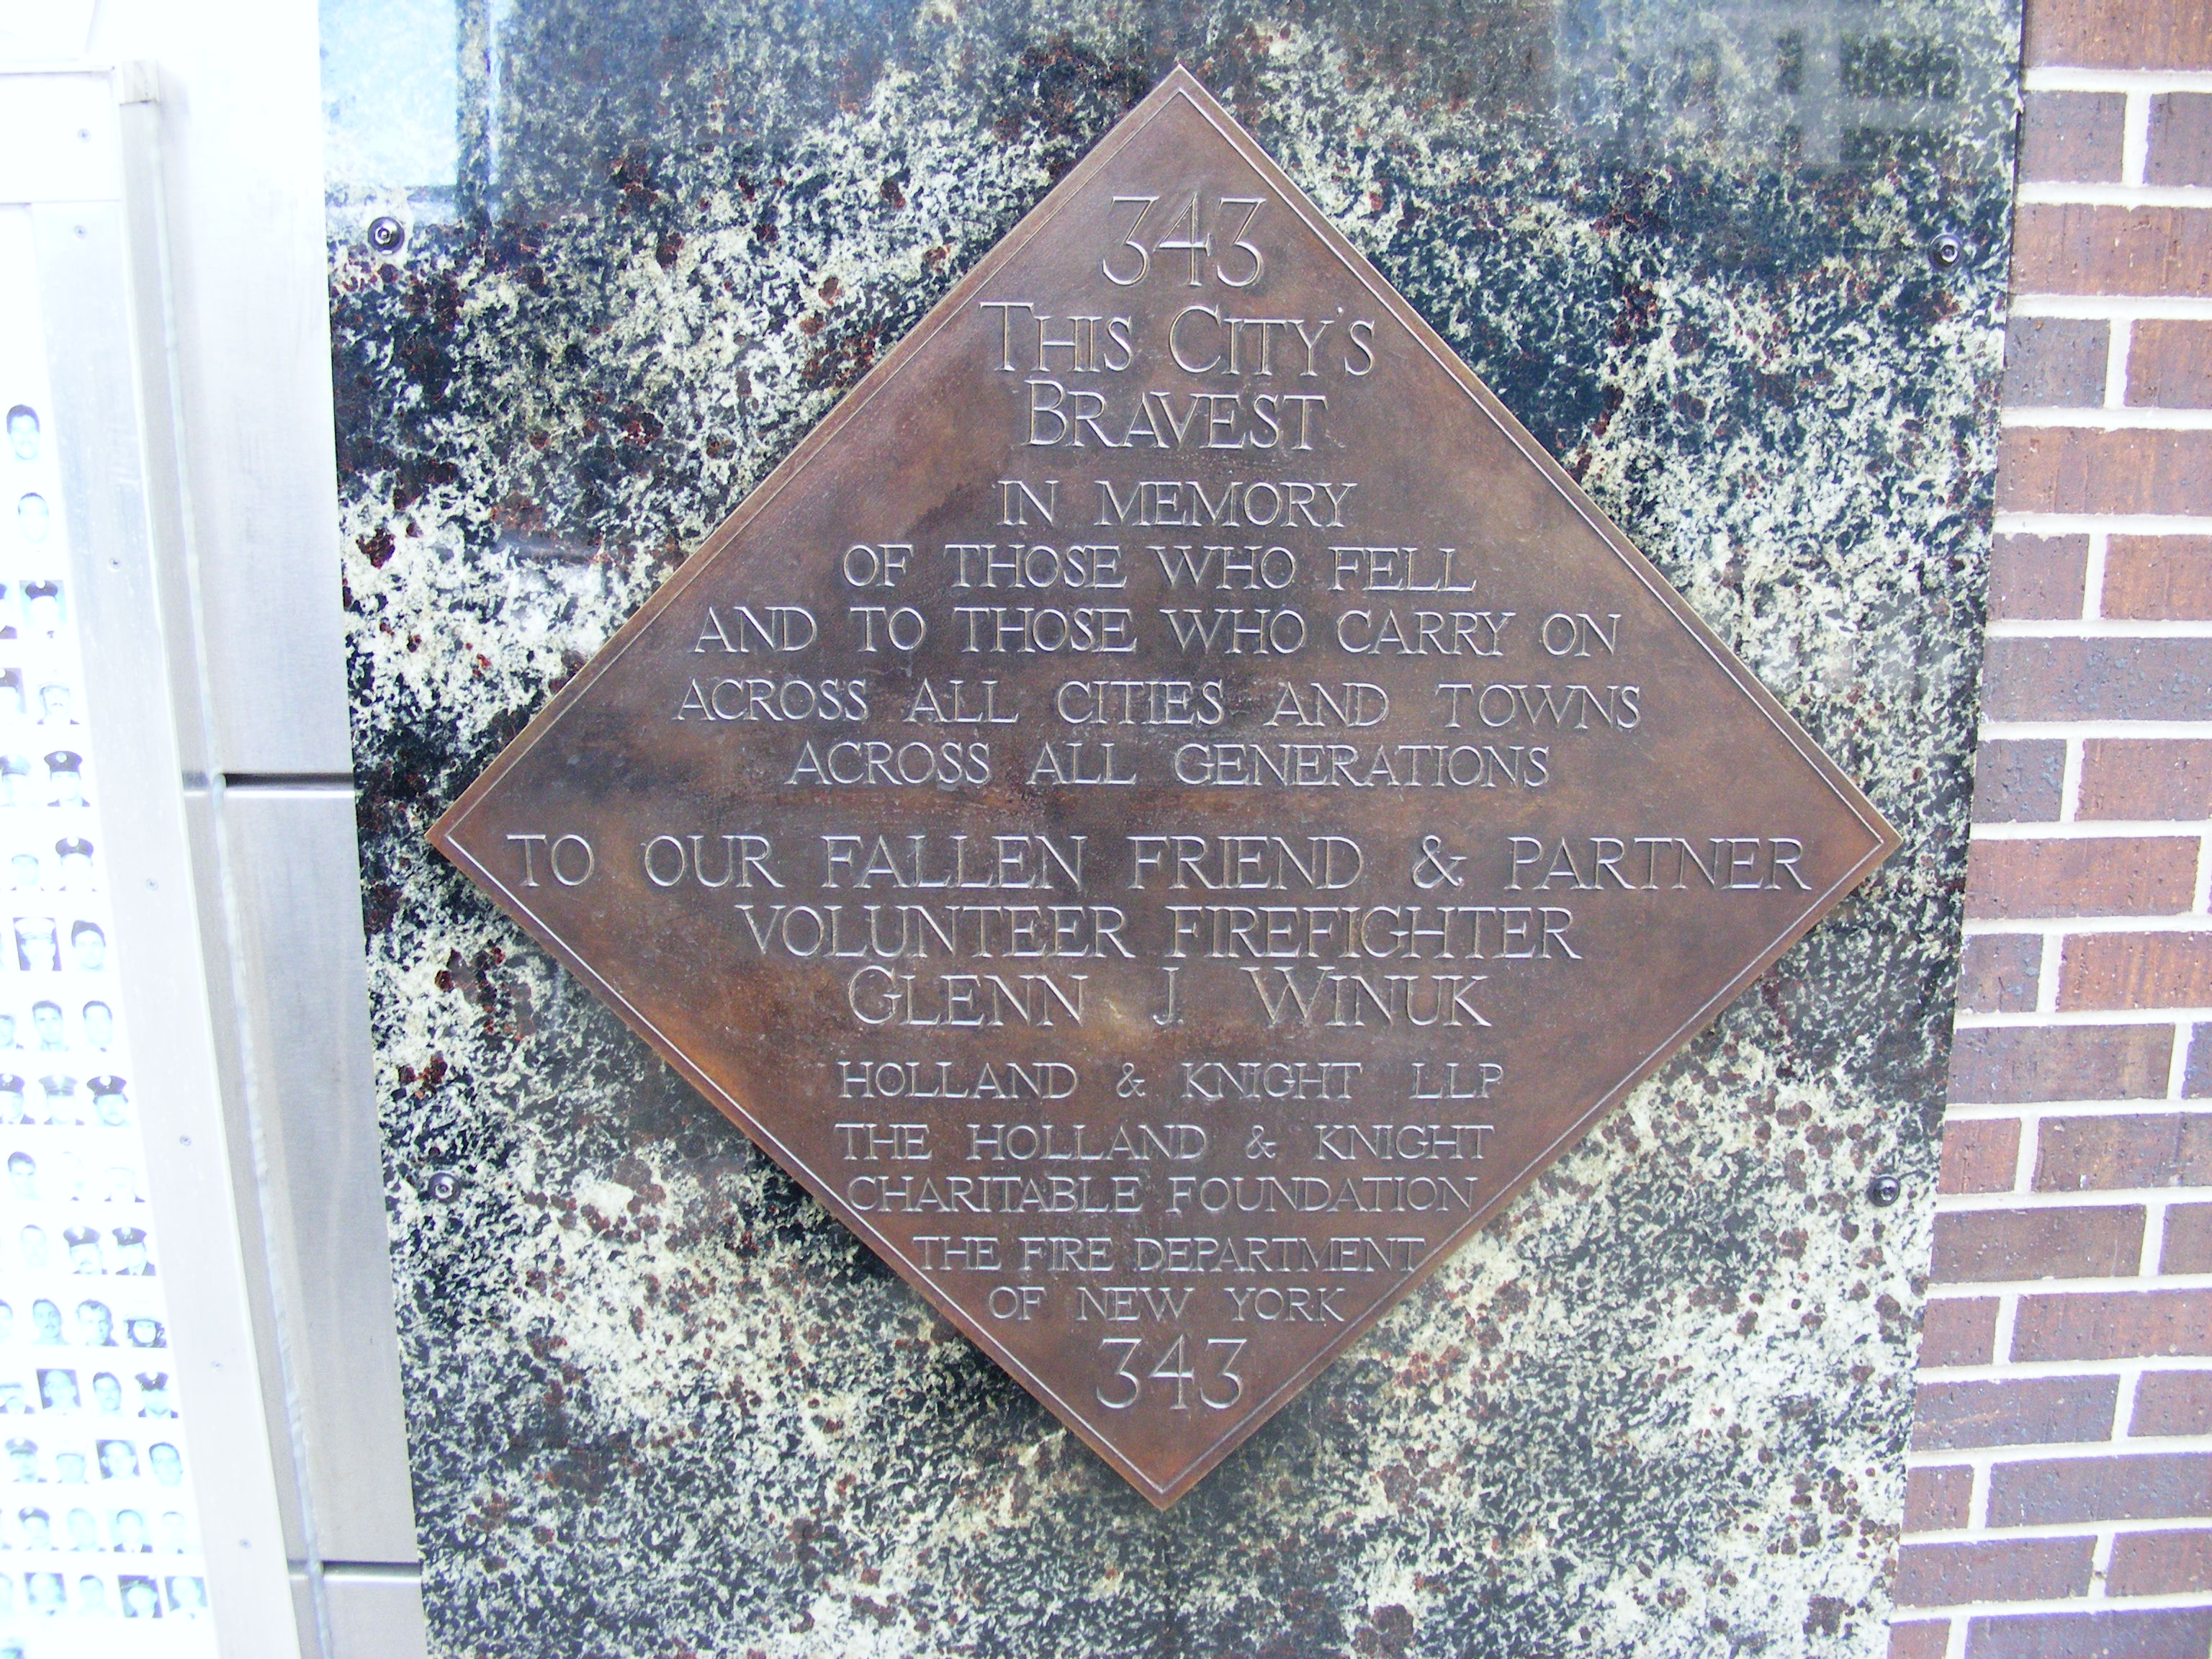 343
THIS CITY'S
BRAVEST
IN MEMORY
OF THOSE WHO FELL
AND TO THOSE WHO CARRY ON
ACROSS ALL CITIES AND TOWNS
ACROSS ALL GENERATIONS
TO OUR FALLEN FRIEND & PARTNER
VOLUNTEER FIREFIGHTER
GLENN J. WINUK
HOLLAND & KNIGHT LLP
THE HOLLAND & KNIGHT
CHARITABLE FOUNDATION
THE FIRE DEPARTMENT
OF NEW YORK
343